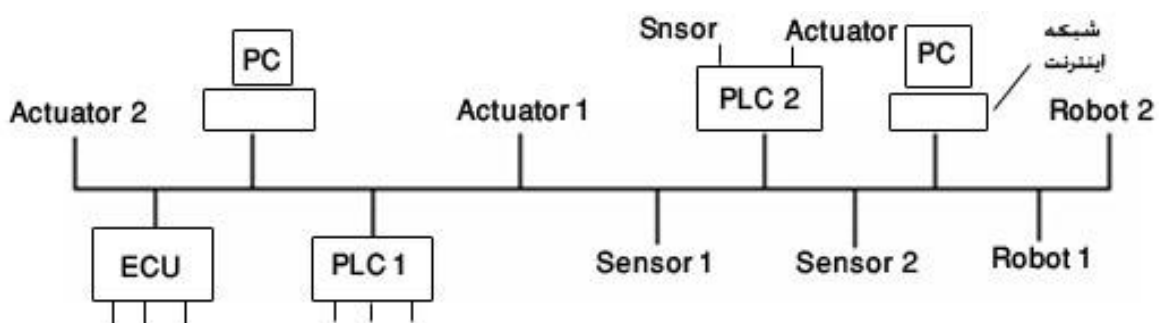 Snsor
Actuator
شبکه
اینترنت
PC
PC
PLC 2
Actuator 2
Actuator 1
Robot 2
ECU
PLC 1
Sensor 1
Sensor 2
Robot 1